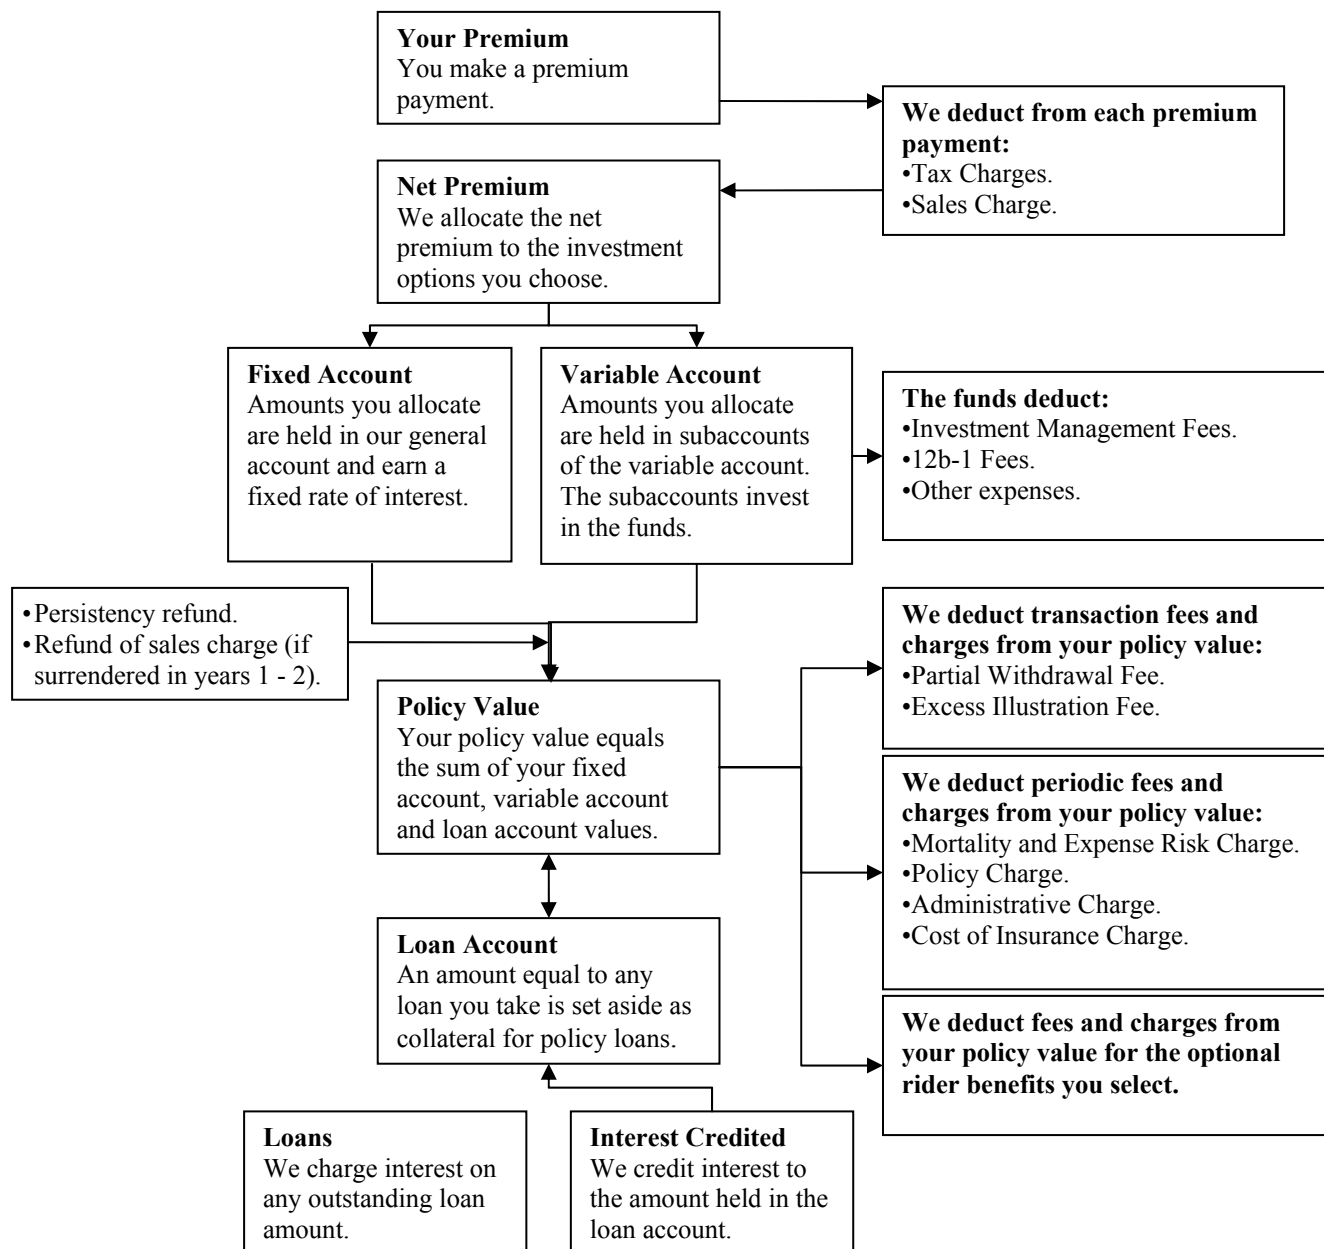 Your Premium
You make a premium
payment.
We deduct from each premium
payment:
•Tax Charges.
•Sales Charge.
Net Premium
We allocate the net
premium to the investment
options you choose.
Fixed Account
Amounts you allocate
are held in our general
account and earn a
fixed rate of interest.
Variable Account
Amounts you allocate
are held in subaccounts
of the variable account.
The subaccounts invest
in the funds.
The funds deduct:
•Investment Management Fees.
•12b-1 Fees.
•Other expenses.
•Persistency refund.
•Refund of sales charge (if
surrendered in years 1 - 2).
We deduct transaction fees and
charges from your policy value:
•Partial Withdrawal Fee.
•Excess Illustration Fee.
Policy Value
Your policy value equals
the sum of your fixed
account, variable account
and loan account values.
We deduct periodic fees and
charges from your policy value:
•Mortality and Expense Risk Charge.
•Policy Charge.
•Administrative Charge.
•Cost of Insurance Charge.
Loan Account
An amount equal to any
loan you take is set aside as
collateral for policy loans.
We deduct fees and charges from
your policy value for the optional
rider benefits you select.
Loans
We charge interest on
any outstanding loan
amount.
Interest Credited
We credit interest to
the amount held in the
loan account.